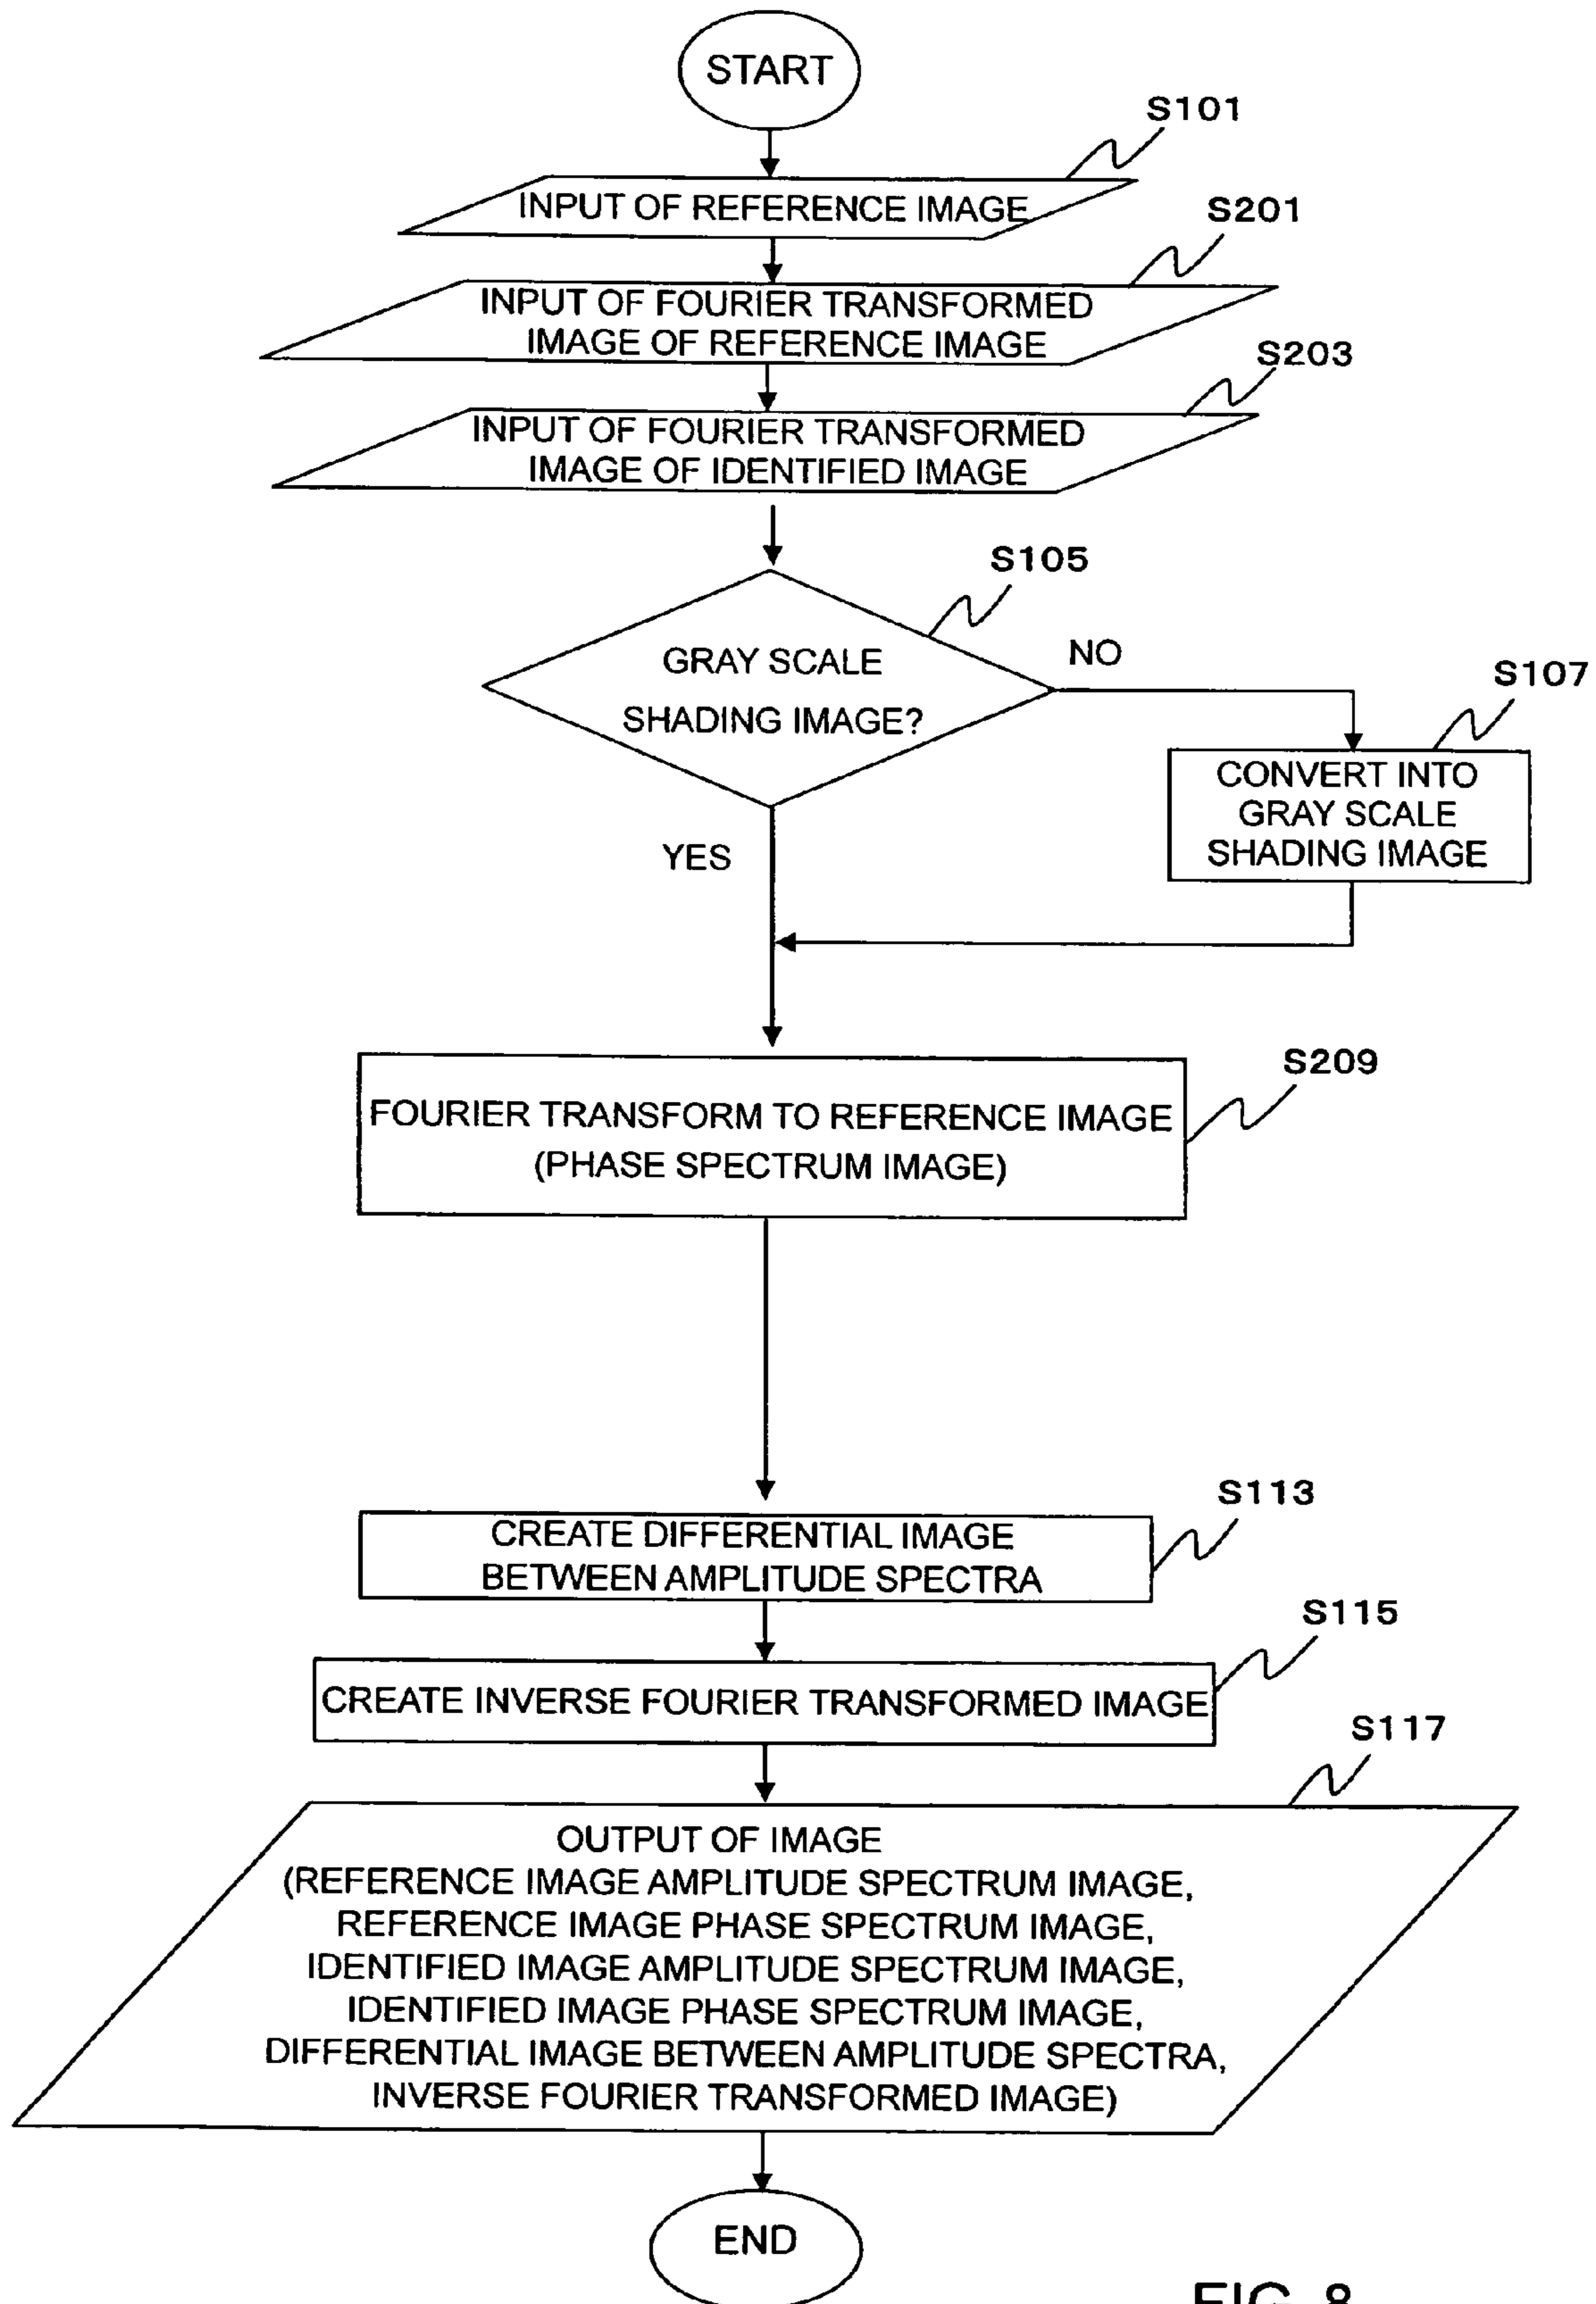 START
S101
INPUT OF REFERENCE IMAGE
S201
INPUT OF FOURIER TRANSFORMED
IMAGE OF REFERENCE IMAGE
S203
INPUT OF FOURIER TRANSFORMED
IMAGE OF IDENTIFIED IMAGE
S105
GRAY SCALE
SHADING IMAGE?
NO
S107
CONVERT INTO
GRAY SCALE
SHADING IMAGE
YES
S209
FOURIER TRANSFORM TO REFERENCE IMAGE
(PHASE SPECTRUM IMAGE)
S113
CREATE DIFFERENTIAL IMAGE
BETWEEN AMPLITUDE SPECTRA
S115
CREATE INVERSE FOURIER TRANSFORMED IMAGE
S117
OUTPUT OF IMAGE
(REFERENCE IMAGE AMPLITUDE SPECTRUM IMAGE,
REFERENCE IMAGE PHASE SPECTRUM IMAGE,
IDENTIFIED IMAGE AMPLITUDE SPECTRUM IMAGE,
IDENTIFIED IMAGE PHASE SPECTRUM IMAGE,
DIFFERENTIAL IMAGE BETWEEN AMPLITUDE SPECTRA,
INVERSE FOURIER TRANSFORMED IMAGE)
END
FIG. 8